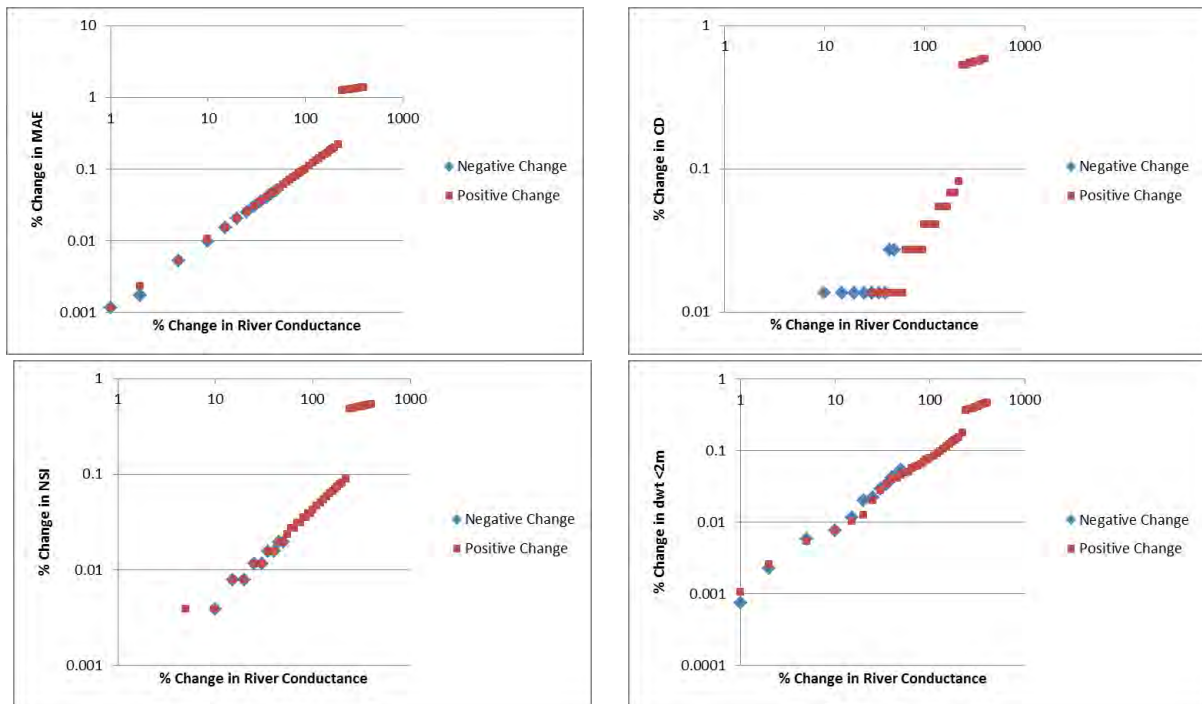 10
1
0.1
0.01
0.001
1 10 100 1000
% Change in MAE
% Change in River Conductance
Negative Change
Positive Change
1
0.1
0.01
1 10 100 1000
% Change in CD
% Change in River Conductance
Negative Change
Positive Change
1
0.1
0.01
0.001
1 10 100 1000
% Change in NSI
% Change in River Conductance
Negative Change
Positive Change
1
0.1
0.01
0.001
0.0001
1 10 100 1000
% Change in dwt <2m
% Change in River Conductance
Negative Change
Positive Change